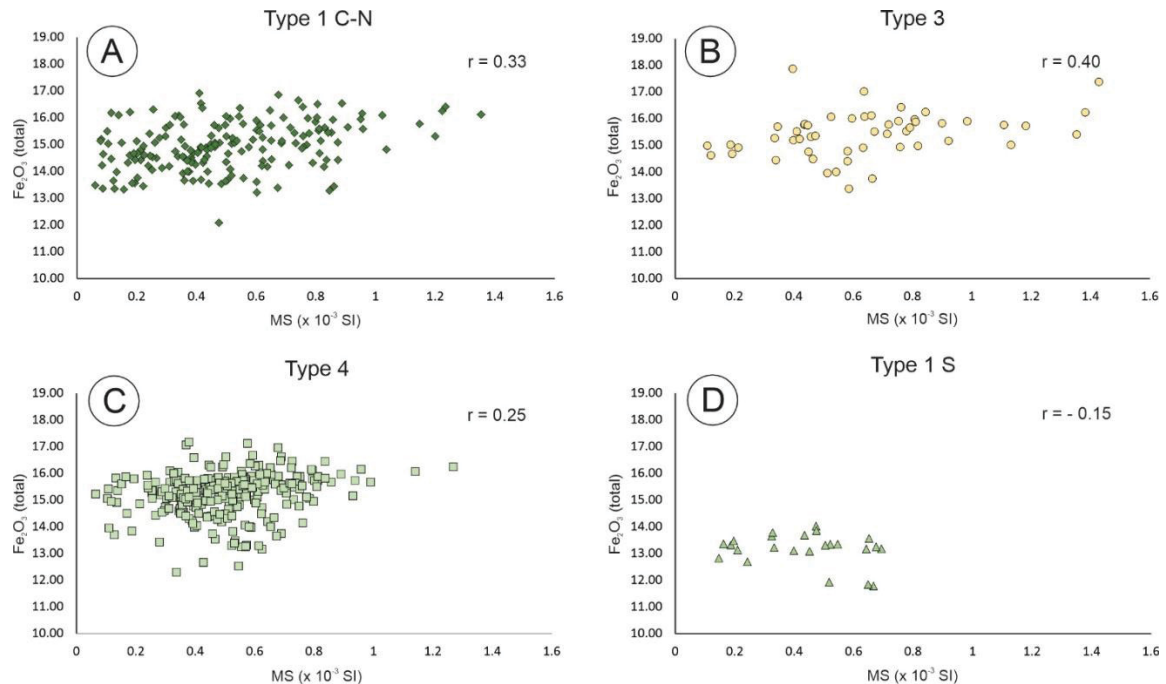 Type 1 C-N
A
r = 0.33
19.00
18.00
17.00
16.00
15.00
14.00
13.00
12.00
11.00
10.00
Fe₂O₃ (total)
0 0.2 0.4 0.6 0.8 1 1.2 1.4 1.6
MS (x 10⁻³ SI)
Type 3
B
r = 0.40
19.00
18.00
17.00
16.00
15.00
14.00
13.00
12.00
11.00
10.00
Fe₂O₃ (total)
0 0.2 0.4 0.6 0.8 1 1.2 1.4 1.6
MS (x 10⁻³ SI)
Type 4
C
r = 0.25
19.00
18.00
17.00
16.00
15.00
14.00
13.00
12.00
11.00
10.00
Fe₂O₃ (total)
0 0.2 0.4 0.6 0.8 1 1.2 1.4 1.6
MS (x 10⁻³ SI)
Type 1 S
D
r = - 0.15
19.00
18.00
17.00
16.00
15.00
14.00
13.00
12.00
11.00
10.00
Fe₂O₃ (total)
0 0.2 0.4 0.6 0.8 1 1.2 1.4 1.6
MS (x 10⁻³ SI)